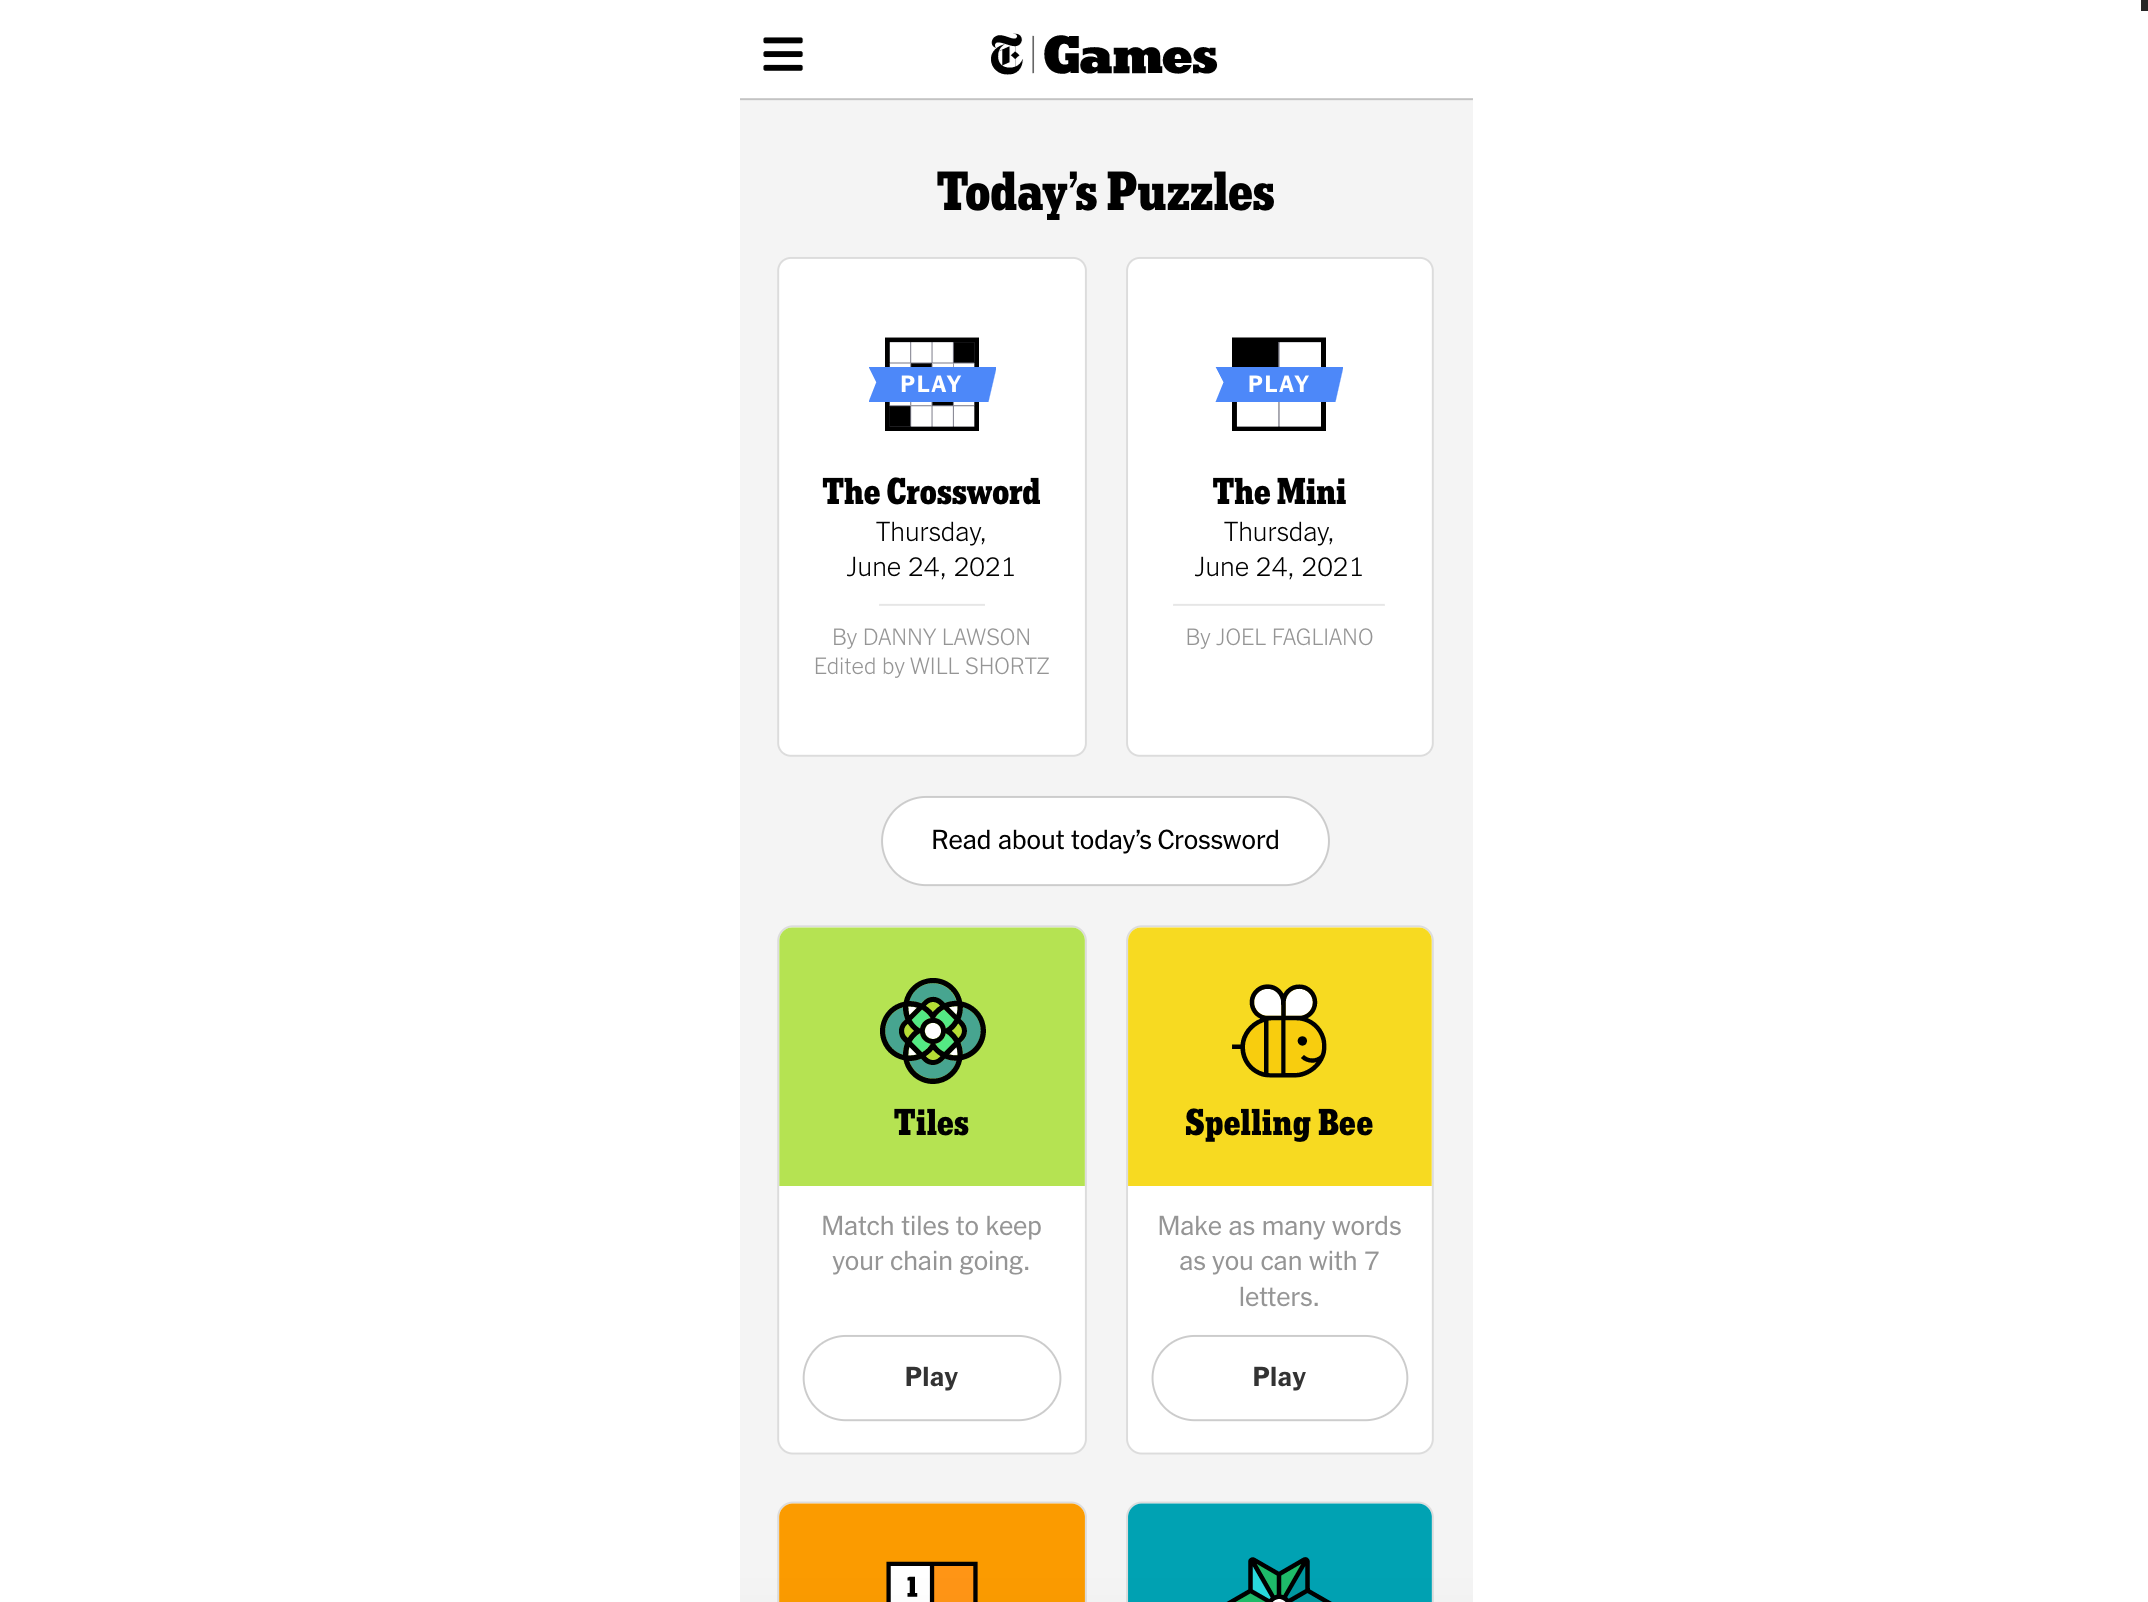 T Games
Today’s Puzzles
PLAY
The Crossword
Thursday,
June 24, 2021
By DANNY LAWSON
Edited by WILL SHORTZ
PLAY
The Mini
Thursday,
June 24, 2021
By JOEL FAGLIANO
Read about today’s Crossword
Tiles
Match tiles to keep
your chain going.
Play
Spelling Bee
Make as many words
as you can with 7
letters.
Play
1